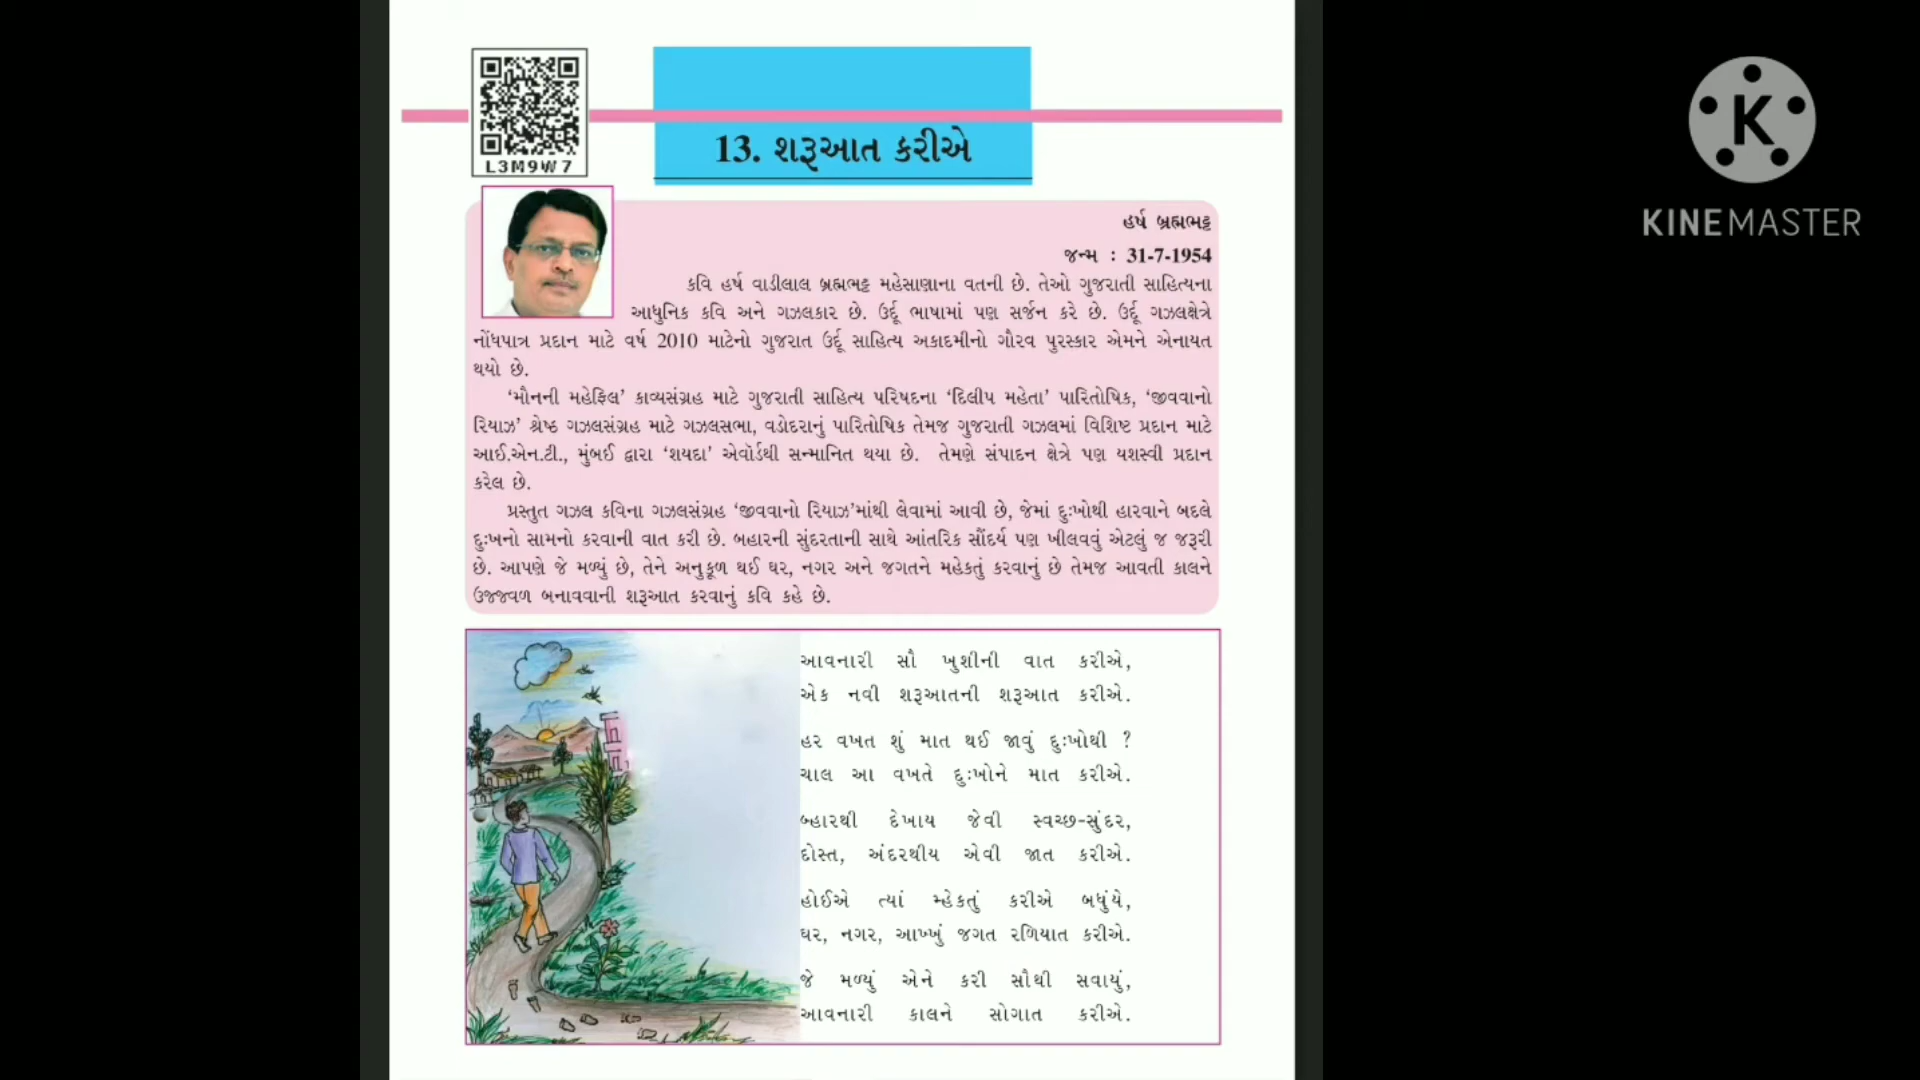 L3M9W7
13. શરૂઆત કરીએ
હર્ષ બ્રહ્મભટ્ટ
જન્મ : 31-7-1954
કવિ હર્ષ વાડીલાલ બ્રહ્મભટ્ટ મહેસાણાના વતની છે. તેઓ ગુજરાતી સાહિત્યના
આધુનિક કવિ અને ગઝલકાર છે. ઉર્દૂ ભાષામાં પણ સર્જન કરે છે. ઉર્દૂ ગઝલક્ષેત્રે
નોંધપાત્ર પ્રદાન માટે વર્ષ 2010 માટેનો ગુજરાત ઉર્દૂ સાહિત્ય અકાદમીનો ગૌરવ પુરસ્કાર એમને એનાયત
થયો છે.
‘મૌનની મહેફિલ’ કાવ્યસંગ્રહ માટે ગુજરાતી સાહિત્ય પરિષદના ‘દિલીપ મહેતા’ પારિતોષિક, ‘જીવવાનો
રિયાઝ’ શ્રેષ્ઠ ગઝલસંગ્રહ માટે ગઝલસભા, વડોદરાનું પારિતોષિક તેમજ ગુજરાતી ગઝલમાં વિશિષ્ટ પ્રદાન માટે
આઈ.એન.ટી., મુંબઈ દ્વારા ‘શયદા’ એવૉર્ડથી સન્માનિત થયા છે. તેમણે સંપાદન ક્ષેત્રે પણ યશસ્વી પ્રદાન
કરેલ છે.
પ્રસ્તુત ગઝલ કવિના ગઝલસંગ્રહ ‘જીવવાનો રિયાઝ’માંથી લેવામાં આવી છે, જેમાં દુઃખોથી હારવાને બદલે
દુઃખનો સામનો કરવાની વાત કરી છે. બહારની સુંદરતાની સાથે આંતરિક સૌંદર્ય પણ ખીલવવું એટલું જ જરૂરી
છે. આપણે જે મળ્યું છે, તેને અનુકૂળ થઈ ઘર, નગર અને જગતને મહેકતું કરવાનું છે તેમજ આવતી કાલને
ઉજ્જ્વળ બનાવવાની શરૂઆત કરવાનું કવિ કહે છે.
આવનારી સૌ ખુશીની વાત કરીએ,
એક નવી શરૂઆતની શરૂઆત કરીએ.
હર વખત શું માત થઈ જાવું દુઃખોથી ?
ચાલ આ વખતે દુઃખોને માત કરીએ.
બ્હારથી દેખાય જેવી સ્વચ્છ-સુંદર,
દોસ્ત, અંદરથીય એવી જાત કરીએ.
હોઈએ ત્યાં મ્હેકતું કરીએ બધુંયે,
ઘર, નગર, આખ્ખું જગત રળિયાત કરીએ.
જે મળ્યું એને કરી સૌથી સવાયું,
આવનારી કાલને સોગાત કરીએ.
K
KINEMASTER